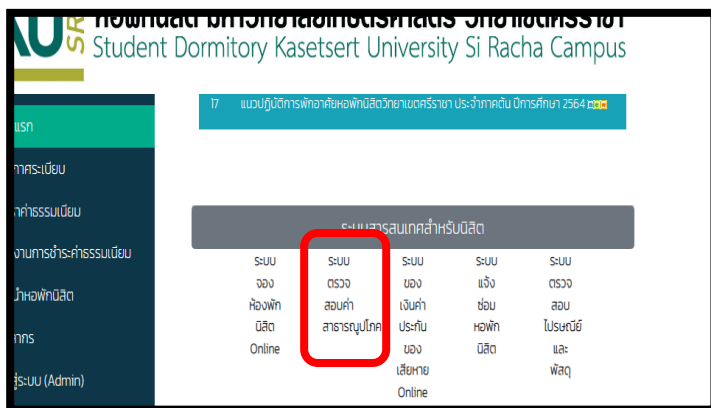 หอพักนิสิต มหาวิทยาลัยเกษตรศาสตร์ วิทยาเขตศรีราชา
SR
Student Dormitory Kasetsert University Si Racha Campus
17 แนวปฏิบัติการพักอาศัยหอพักนิสิตวิทยาเขตศรีราชา ประจำภาคต้น ปีการศึกษา 2564
แรก
กาศระเบียบ
ค่าธรรมเนียม
งานการชำระค่าธรรมเนียม
นำหอพักนิสิต
ากร
สู่ระบบ (Admin)
ระบบสารสนเทศสำหรับนิสิต
ระบบ
จอง
ห้องพัก
นิสิต
Online
ระบบ
ตรวจ
สอบค่า
สาธารณูปโภค
ระบบ
ของ
เงินค่า
ประกัน
ของ
เสียหาย
Online
ระบบ
แจ้ง
ซ่อม
หอพัก
นิสิต
ระบบ
ตรวจ
สอบ
ไปรษณีย์
และ
พัสดุ